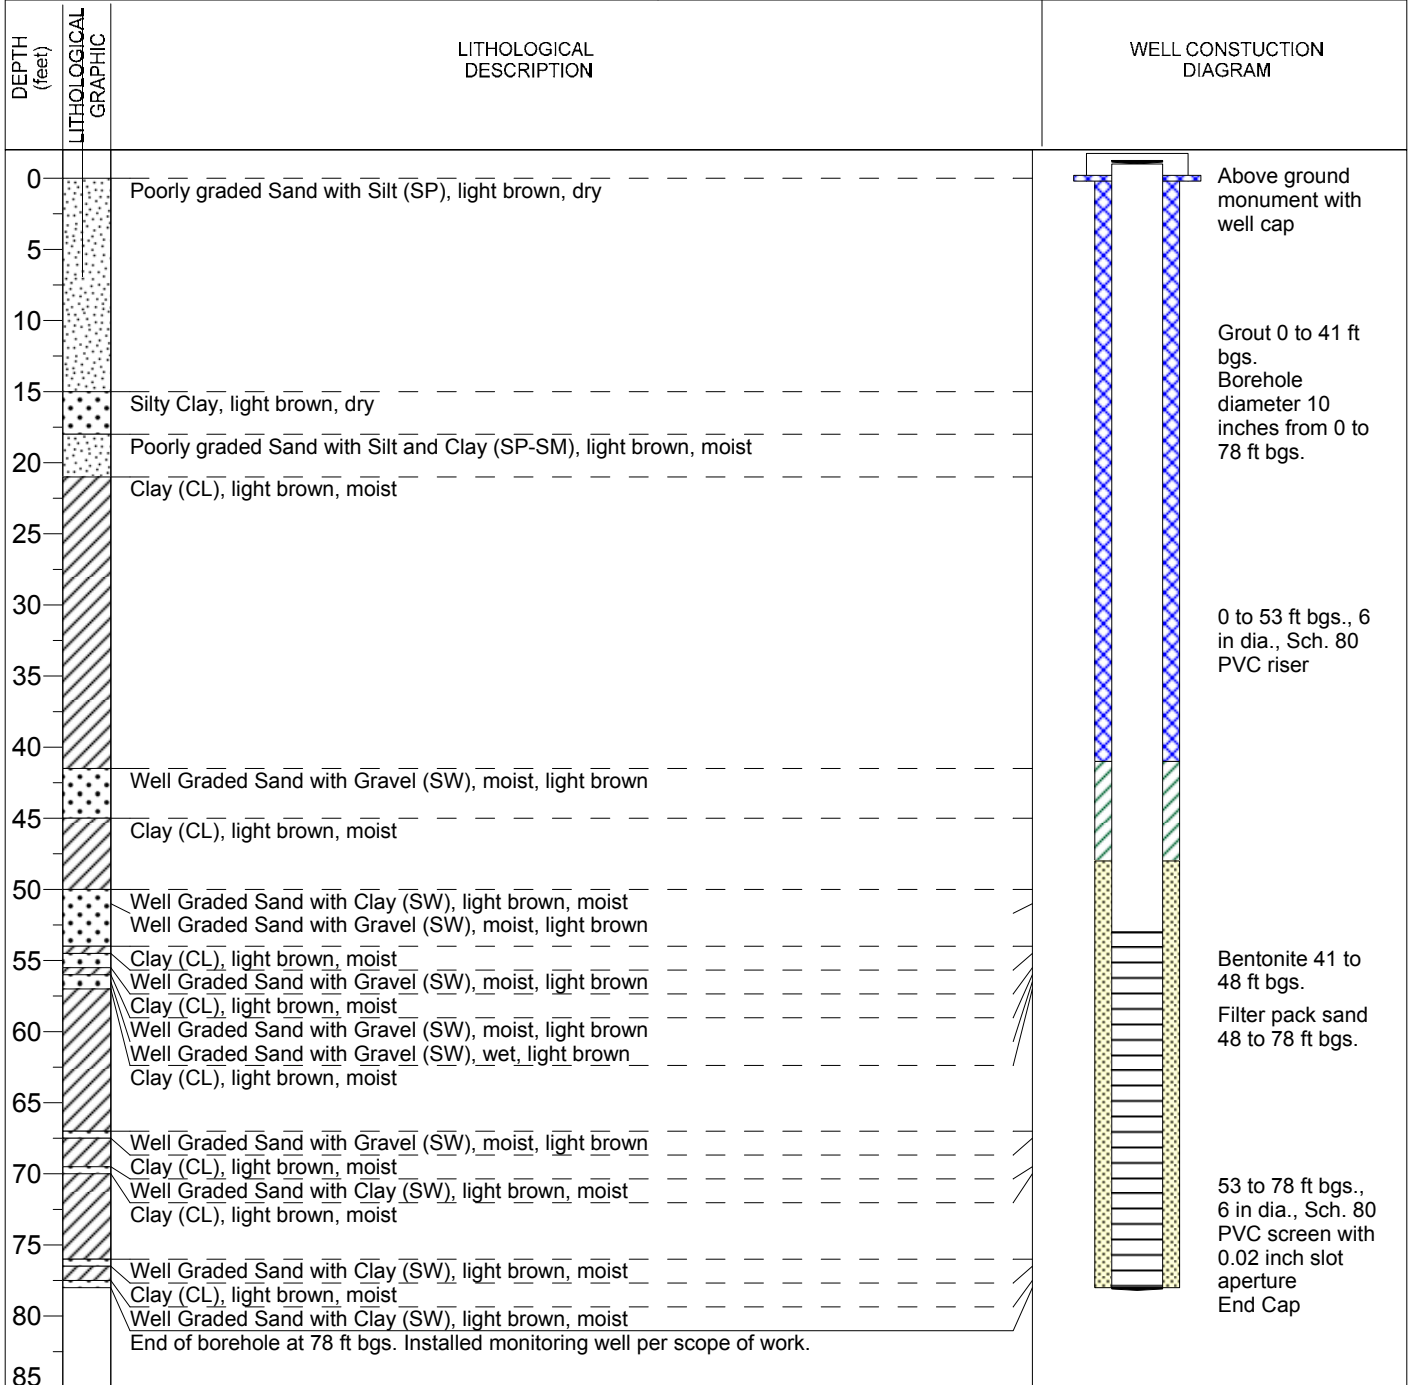 DEPTH
(feet)
LITHOLOGICAL
GRAPHIC
LITHOLOGICAL
DESCRIPTION
WELL CONSTUCTION
DIAGRAM
0
5
10
15
20
25
30
35
40
45
50
55
60
65
70
75
80
85
Poorly graded Sand with Silt (SP), light brown, dry
Silty Clay, light brown, dry
Poorly graded Sand with Silt and Clay (SP-SM), light brown, moist
Clay (CL), light brown, moist
Well Graded Sand with Gravel (SW), moist, light brown
Clay (CL), light brown, moist
Well Graded Sand with Clay (SW), light brown, moist
Well Graded Sand with Gravel (SW), moist, light brown
Clay (CL), light brown, moist
Well Graded Sand with Gravel (SW), moist, light brown
Clay (CL), light brown, moist
Well Graded Sand with Gravel (SW), moist, light brown
Well Graded Sand with Gravel (SW), wet, light brown
Clay (CL), light brown, moist
Well Graded Sand with Gravel (SW), moist, light brown
Clay (CL), light brown, moist
Well Graded Sand with Clay (SW), light brown, moist
Clay (CL), light brown, moist
Well Graded Sand with Clay (SW), light brown, moist
Clay (CL), light brown, moist
Well Graded Sand with Clay (SW), light brown, moist
End of borehole at 78 ft bgs. Installed monitoring well per scope of work.
Above ground
monument with
well cap
Grout 0 to 41 ft
bgs.
Borehole
diameter 10
inches from 0 to
78 ft bgs.
0 to 53 ft bgs., 6
in dia., Sch. 80
PVC riser
Bentonite 41 to
48 ft bgs.
Filter pack sand
48 to 78 ft bgs.
53 to 78 ft bgs.,
6 in dia., Sch. 80
PVC screen with
0.02 inch slot
aperture
End Cap